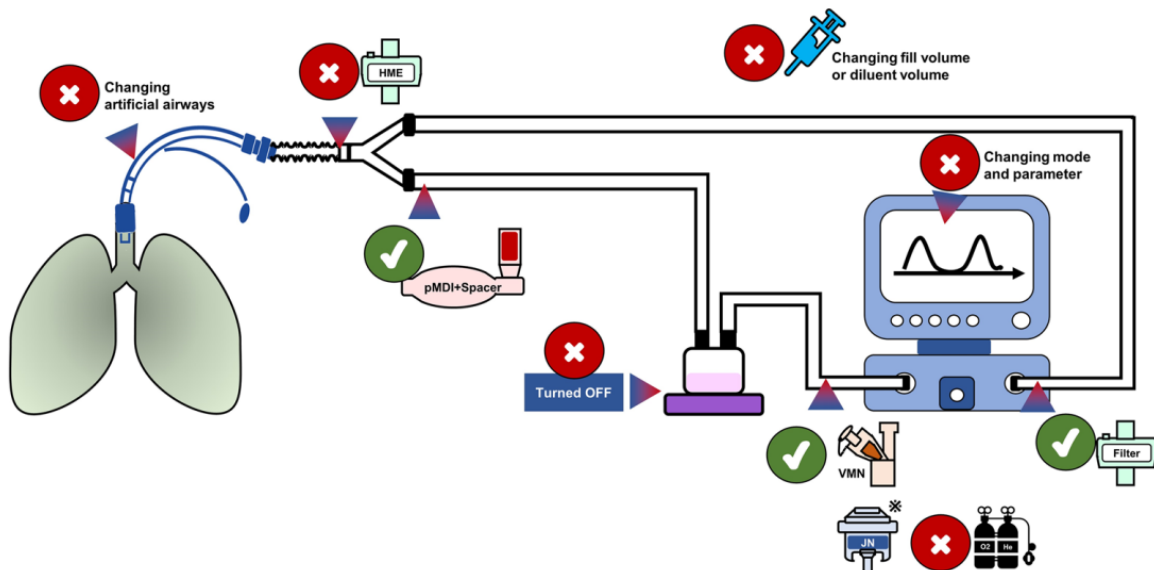 Changing
artificial airways
HME
Changing fill volume
or diluent volume
Changing mode
and parameter
pMDI+Spacer
Turned OFF
VMN
Filter
※
JN
O2
He